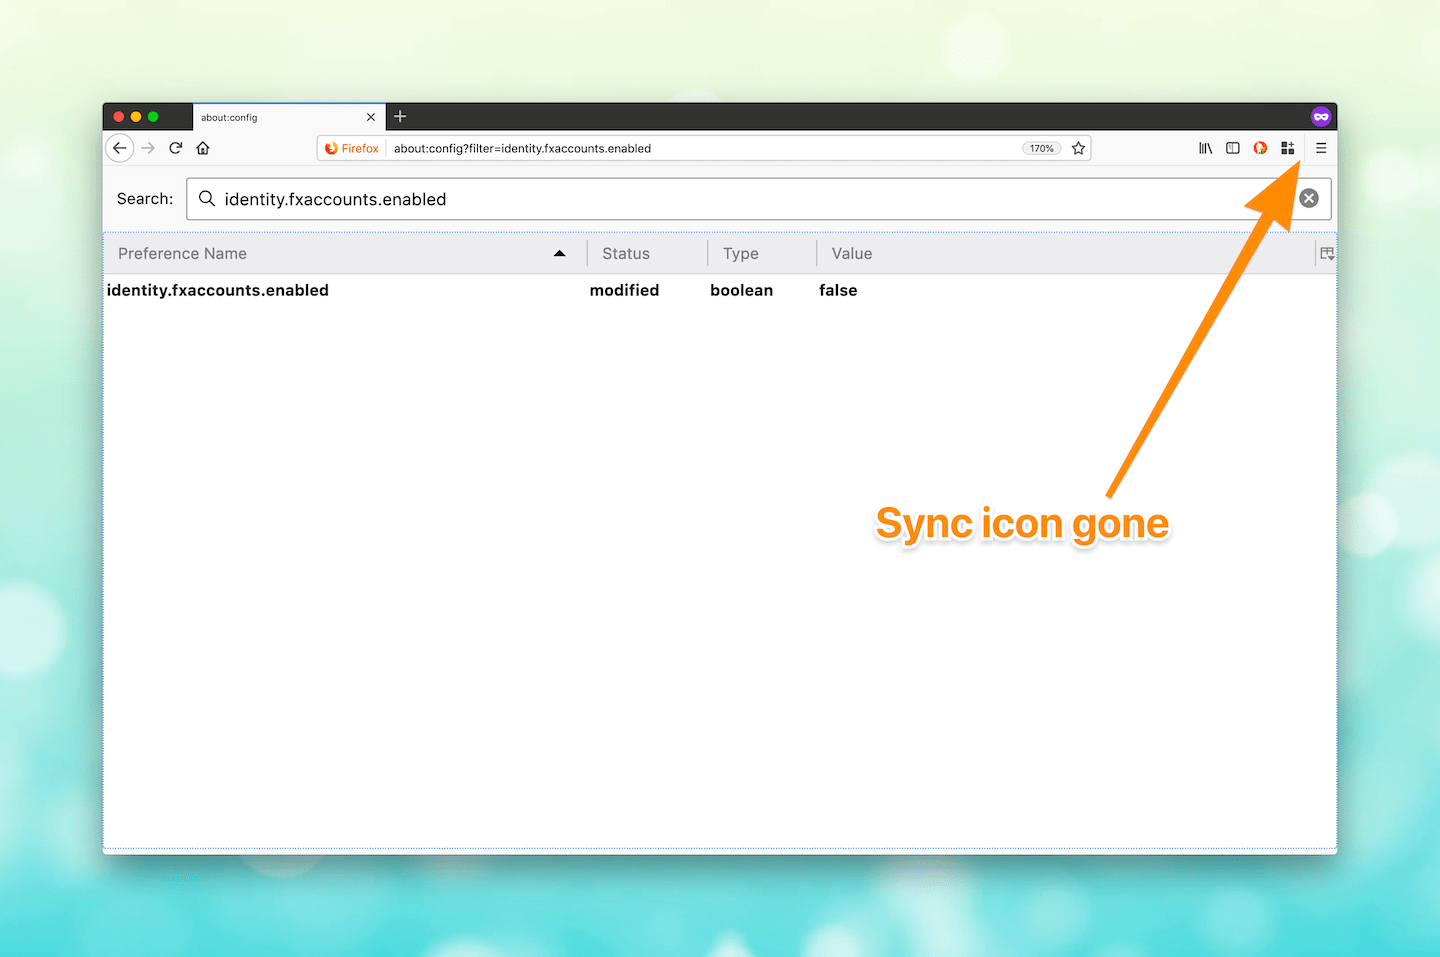 about:config
Firefox about:config?filter=identity.fxaccounts.enabled 170%
Search: identity.fxaccounts.enabled
Preference Name Status Type Value
identity.fxaccounts.enabled modified boolean false
Sync icon gone